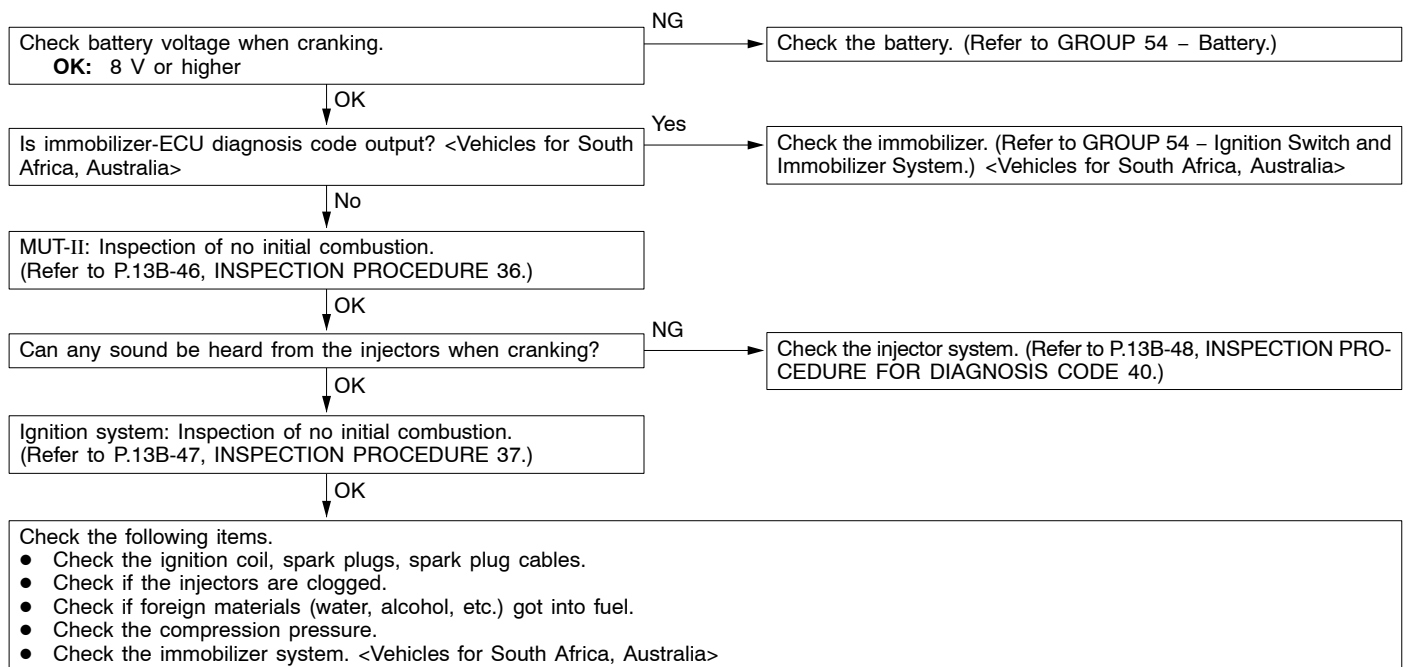 NG
Check battery voltage when cranking.
OK: 8 V or higher
Check the battery. (Refer to GROUP 54 – Battery.)
OK
Is immobilizer-ECU diagnosis code output? <Vehicles for South
Africa, Australia>
Yes
Check the immobilizer. (Refer to GROUP 54 – Ignition Switch and
Immobilizer System.) <Vehicles for South Africa, Australia>
No
MUT-II: Inspection of no initial combustion.
(Refer to P.13B-46, INSPECTION PROCEDURE 36.)
OK
Can any sound be heard from the injectors when cranking?
NG
Check the injector system. (Refer to P.13B-48, INSPECTION PRO-
CEDURE FOR DIAGNOSIS CODE 40.)
OK
Ignition system: Inspection of no initial combustion.
(Refer to P.13B-47, INSPECTION PROCEDURE 37.)
OK
Check the following items.
● Check the ignition coil, spark plugs, spark plug cables.
● Check if the injectors are clogged.
● Check if foreign materials (water, alcohol, etc.) got into fuel.
● Check the compression pressure.
● Check the immobilizer system. <Vehicles for South Africa, Australia>